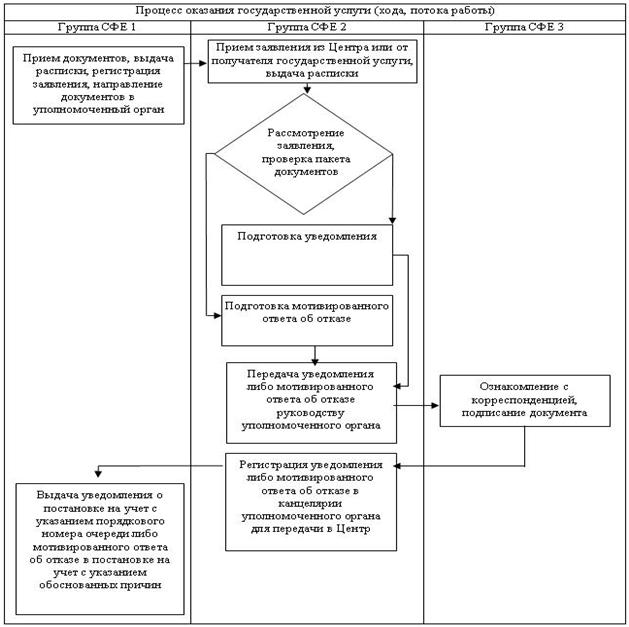 Процесс оказания государственной услуги (хода, потока работы)
Группа СФЕ 1
Группа СФЕ 2
Группа СФЕ 3
Прием документов, выдача
расписки, регистрация
заявления, направление
документов в
уполномоченный орган
Прием заявления из Центра или от
получателя государственной услуги,
выдача расписки
Рассмотрение
заявления,
проверка пакета
документов
Подготовка уведомления
Подготовка мотивированного
ответа об отказе
Передача уведомления
либо мотивированного
ответа об отказе
руководству
уполномоченного органа
Ознакомление с
корреспонденцией,
подписание документа
Регистрация уведомления
либо мотивированного
ответа об отказе в
канцелярии
уполномоченного органа
для передачи в Центр
Выдача уведомления о
постановке на учет с
указанием порядкового
номера очереди либо
мотивированного ответа
об отказе в постановке на
учет с указанием
обоснованных причин